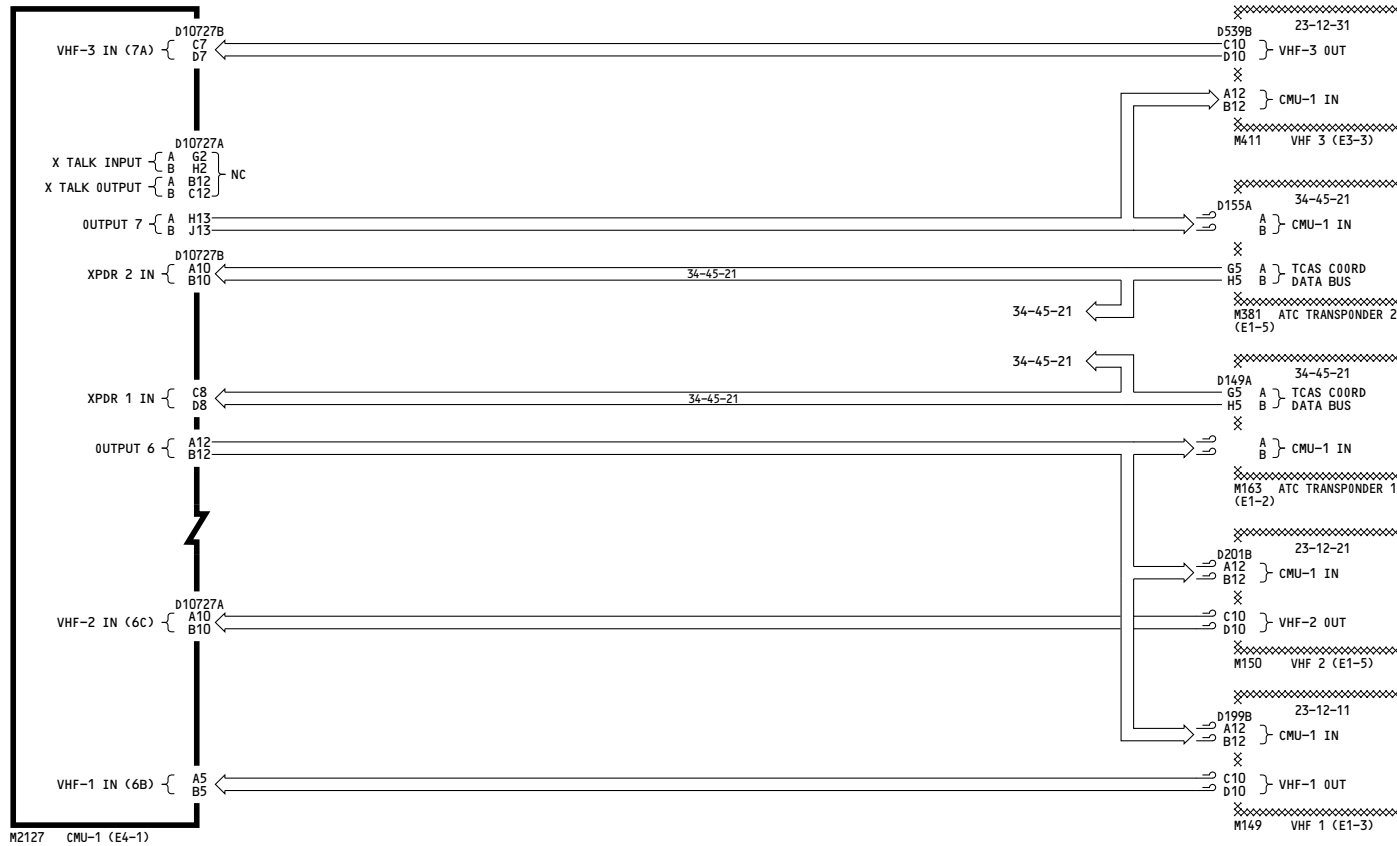 D10727B
VHF-3 IN (7A) C7
D7
D10727A
X TALK INPUT A G2
B H2
X TALK OUTPUT A B12
B C12
NC
OUTPUT 7 A H13
B J13
D10727B
XPDR 2 IN A10
B10
34-45-21
34-45-21
34-45-21
XPDR 1 IN C8
D8
34-45-21
OUTPUT 6 A12
B12
D10727A
VHF-2 IN (6C) A10
B10
VHF-1 IN (6B) A5
B5
M2127 CMU-1 (E4-1)
23-12-31
D539B
C10
D10
VHF-3 OUT
A12
B12
CMU-1 IN
M411 VHF 3 (E3-3)
34-45-21
D155A
A
B
CMU-1 IN
G5 A TCAS COORD
H5 B DATA BUS
M381 ATC TRANSPONDER 2
(E1-5)
34-45-21
D149A
G5 A TCAS COORD
H5 B DATA BUS
A
B
CMU-1 IN
M163 ATC TRANSPONDER 1
(E1-2)
23-12-21
D201B
A12
B12
CMU-1 IN
C10
D10
VHF-2 OUT
M150 VHF 2 (E1-5)
23-12-11
D199B
A12
B12
CMU-1 IN
C10
D10
VHF-1 OUT
M149 VHF 1 (E1-3)